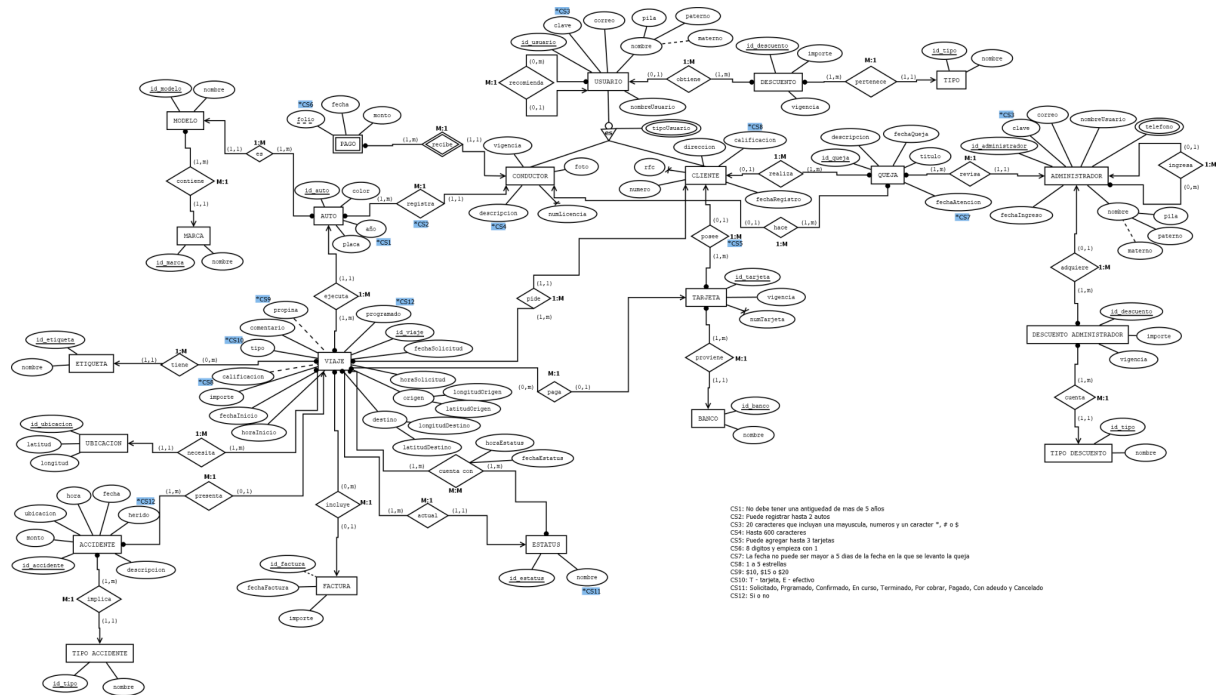 *CS3
clave
correo
pila
paterno
id_usuario
nombre
materno
M:1
(0,m)
recomienda
(0,1)
USUARIO
(0,1)
1:M
obtiene
(1,m)
nombreUsuario
id_descuento
importe
DESCUENTO
vigencia
(1,m)
M:1
pertenece
(1,1)
id_tipo
nombre
TIPO
id_modelo
nombre
MODELO
(1,1)
1:M
es
(1,m)
(1,m)
contiene
M:1
(1,1)
MARCA
id_marca
nombre
*CS6
folio
fecha
monto
PAGO
(1,m)
M:1
recibe
(1,1)
tipoUsuario
vigencia
foto
CONDUCTOR
descripcion
*CS4
numLicencia
id_auto
color
AUTO
año
*CS1
placa
(1,m)
M:1
registra
*CS2
(1,1)
direccion
*CS8
calificacion
rfc
CLIENTE
numero
fechaRegistro
1:M
(0,1)
realiza
(1,m)
descripcion
fechaQueja
id_queja
titulo
QUEJA
fechaAtencion
*CS7
(0,1)
hace
(1,m)
1:M
(1,m)
M:1
revisa
(1,1)
*CS3
correo
clave
nombreUsuario
telefono
id_administrador
ADMINISTRADOR
fechaIngreso
nombre
pila
paterno
materno
(0,1)
ingresa
1:M
(0,m)
(0,1)
adquiere
1:M
(1,m)
id_descuento
DESCUENTO ADMINISTRADOR
importe
vigencia
(1,m)
M:1
cuenta
(1,1)
id_tipo
TIPO DESCUENTO
nombre
(0,1)
posee
1:M
*CS5
(1,m)
id_tarjeta
TARJETA
vigencia
numTarjeta
(1,m)
proviene
M:1
(1,1)
id_banco
BANCO
nombre
(1,1)
ejecuta
1:M
(1,m)
(1,1)
pide
1:M
(1,m)
*CS9
propina
*CS12
programado
comentario
id_viaje
*CS10
tipo
fechaSolicitud
VIAJE
calificacion
*CS8
importe
fechaInicio
horaInicio
horaSolicitud
origen
longitudOrigen
latitudOrigen
destino
longitudDestino
latitudDestino
(0,m)
M:1
paga
(0,1)
id_etiqueta
nombre
ETIQUETA
(1,1)
1:M
tiene
(0,m)
id_ubicacion
latitud
UBICACION
longitud
1:M
(1,1)
necesita
(1,m)
M:1
(1,m)
presenta
(0,1)
hora
fecha
*CS12
ubicacion
herido
monto
ACCIDENTE
id_accidente
descripcion
(1,m)
M:1
implica
(1,1)
TIPO ACCIDENTE
id_tipo
nombre
(0,m)
incluye
M:1
(0,1)
id_factura
fechaFactura
FACTURA
importe
(1,m)
cuenta con
(1,m)
M:M
horaEstatus
fechaEstatus
M:1
(1,m)
actual
(1,1)
ESTATUS
id_estatus
nombre
*CS11
CS1: No debe tener una antiguedad de mas de 5 años
CS2: Puede registrar hasta 2 autos
CS3: 20 caracteres que incluyan una mayuscula, numeros y un caracter *, # o $
CS4: Hasta 600 caracteres
CS5: Puede agregar hasta 3 tarjetas
CS6: 8 digitos y empieza con 1
CS7: La fecha no puede ser mayor a 5 dias de la fecha en la que se levanto la queja
CS8: 1 a 5 estrellas
CS9: $10, $15 o $20
CS10: T - tarjeta, E - efectivo
CS11: Solicitado, Prgramado, Confirmado, En curso, Terminado, Por cobrar, Pagado, Con adeudo y Cancelado
CS12: Si o no